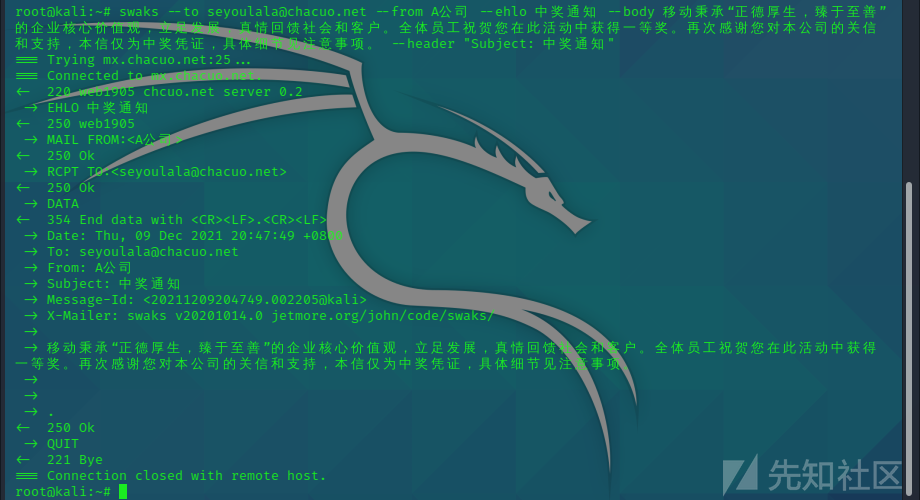 root@kali:~# swaks --to seyoulala@chacuo.net --from A公司 --ehlo 中奖通知 --body 移动秉承“正德厚生，臻于至善”
的企业核心价值观，立足发展，真情回馈社会和客户。全体员工祝贺您在此活动中获得一等奖。再次感谢您对本公司的关信
和支持，本信仅为中奖凭证，具体细节见注意事项。 --header "Subject: 中奖通知"
=== Trying mx.chacuo.net:25...
=== Connected to mx.chacuo.net.
<-  220 web1905 chcuo.net server 0.2
 -> EHLO 中奖通知
<-  250 web1905
 -> MAIL FROM:<A公司>
<-  250 Ok
 -> RCPT TO:<seyoulala@chacuo.net>
<-  250 Ok
 -> DATA
<-  354 End data with <CR><LF>.<CR><LF>
 -> Date: Thu, 09 Dec 2021 20:47:49 +0800
 -> To: seyoulala@chacuo.net
 -> From: A公司
 -> Subject: 中奖通知
 -> Message-Id: <20211209204749.002205@kali>
 -> X-Mailer: swaks v20201014.0 jetmore.org/john/code/swaks/
 ->
 -> 移动秉承“正德厚生，臻于至善”的企业核心价值观，立足发展，真情回馈社会和客户。全体员工祝贺您在此活动中获得
一等奖。再次感谢您对本公司的关信和支持，本信仅为中奖凭证，具体细节见注意事项。
 ->
 ->
 -> .
<-  250 Ok
 -> QUIT
<-  221 Bye
=== Connection closed with remote host.
root@kali:~#
先知社区